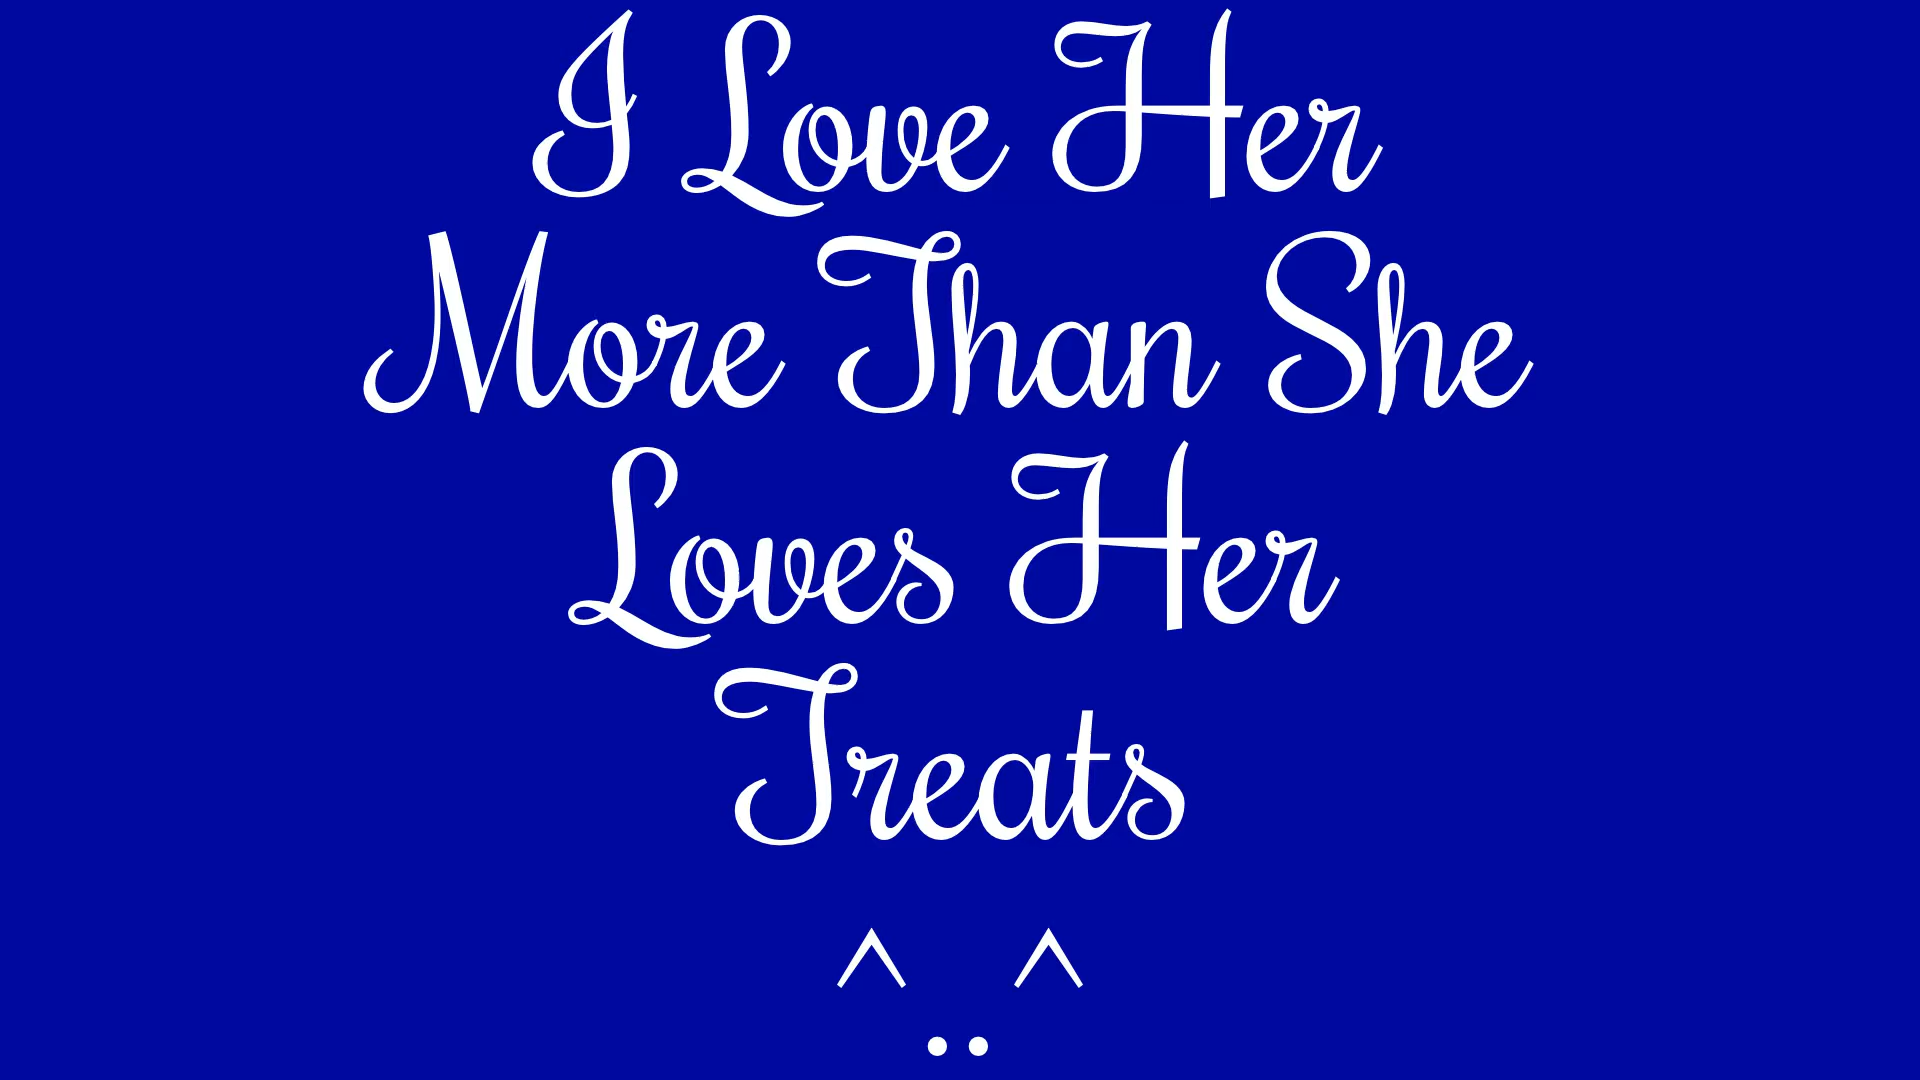 I Love Her
More Than She
Loves Her
Treats
^ ^
..